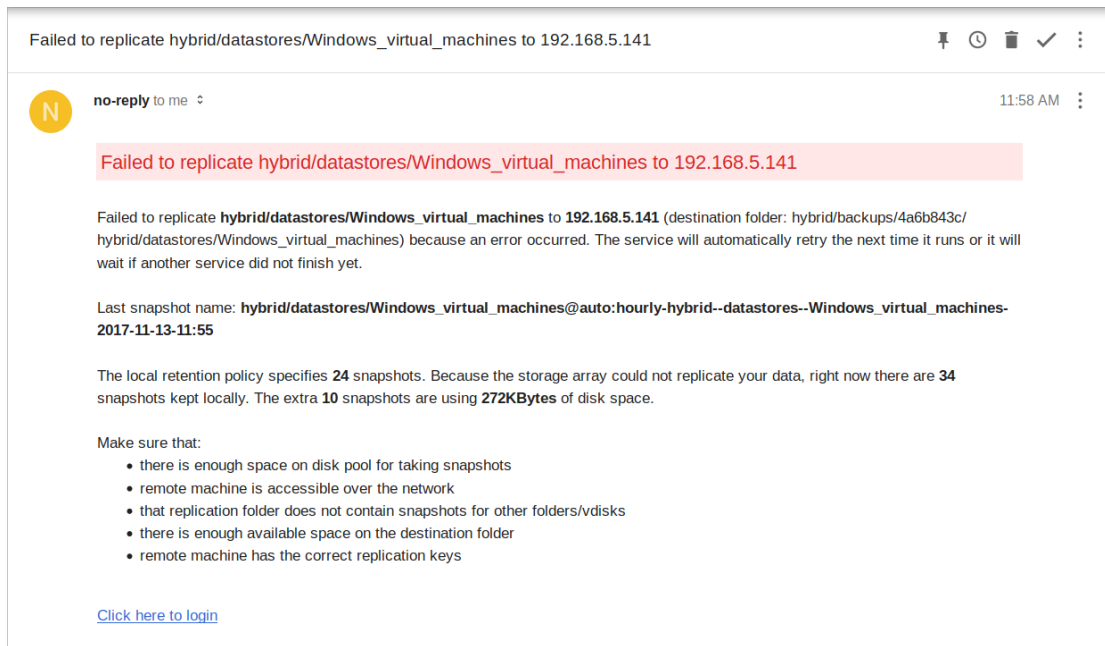 Failed to replicate hybrid/datastores/Windows_virtual_machines to 192.168.5.141
N
no-reply to me
11:58 AM
Failed to replicate hybrid/datastores/Windows_virtual_machines to 192.168.5.141
Failed to replicate hybrid/datastores/Windows_virtual_machines to 192.168.5.141 (destination folder: hybrid/backups/4a6b843c/
hybrid/datastores/Windows_virtual_machines) because an error occurred. The service will automatically retry the next time it runs or it will
wait if another service did not finish yet.
Last snapshot name: hybrid/datastores/Windows_virtual_machines@auto:hourly-hybrid--datastores--Windows_virtual_machines-
2017-11-13-11:55
The local retention policy specifies 24 snapshots. Because the storage array could not replicate your data, right now there are 34
snapshots kept locally. The extra 10 snapshots are using 272KBytes of disk space.
Make sure that:
• there is enough space on disk pool for taking snapshots
• remote machine is accessible over the network
• that replication folder does not contain snapshots for other folders/vdisks
• there is enough available space on the destination folder
• remote machine has the correct replication keys
Click here to login